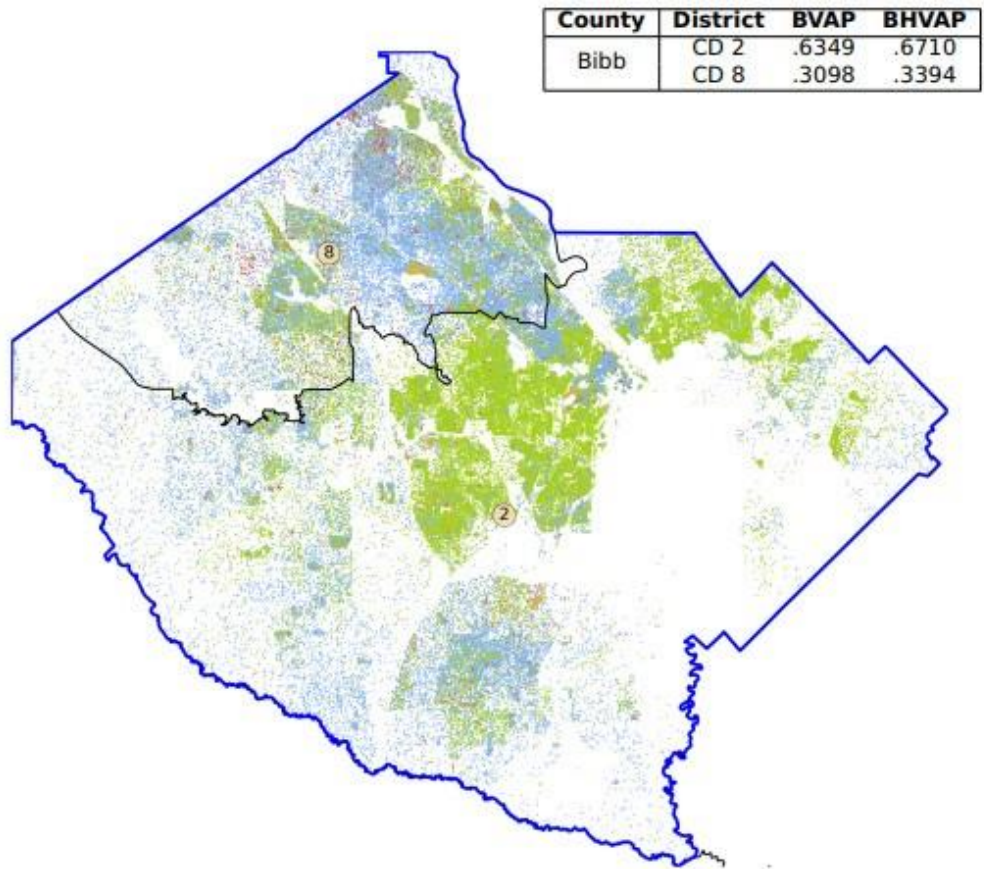 County District BVAP BHVAP
Bibb CD 2 .6349 .6710
CD 8 .3098 .3394
8
2